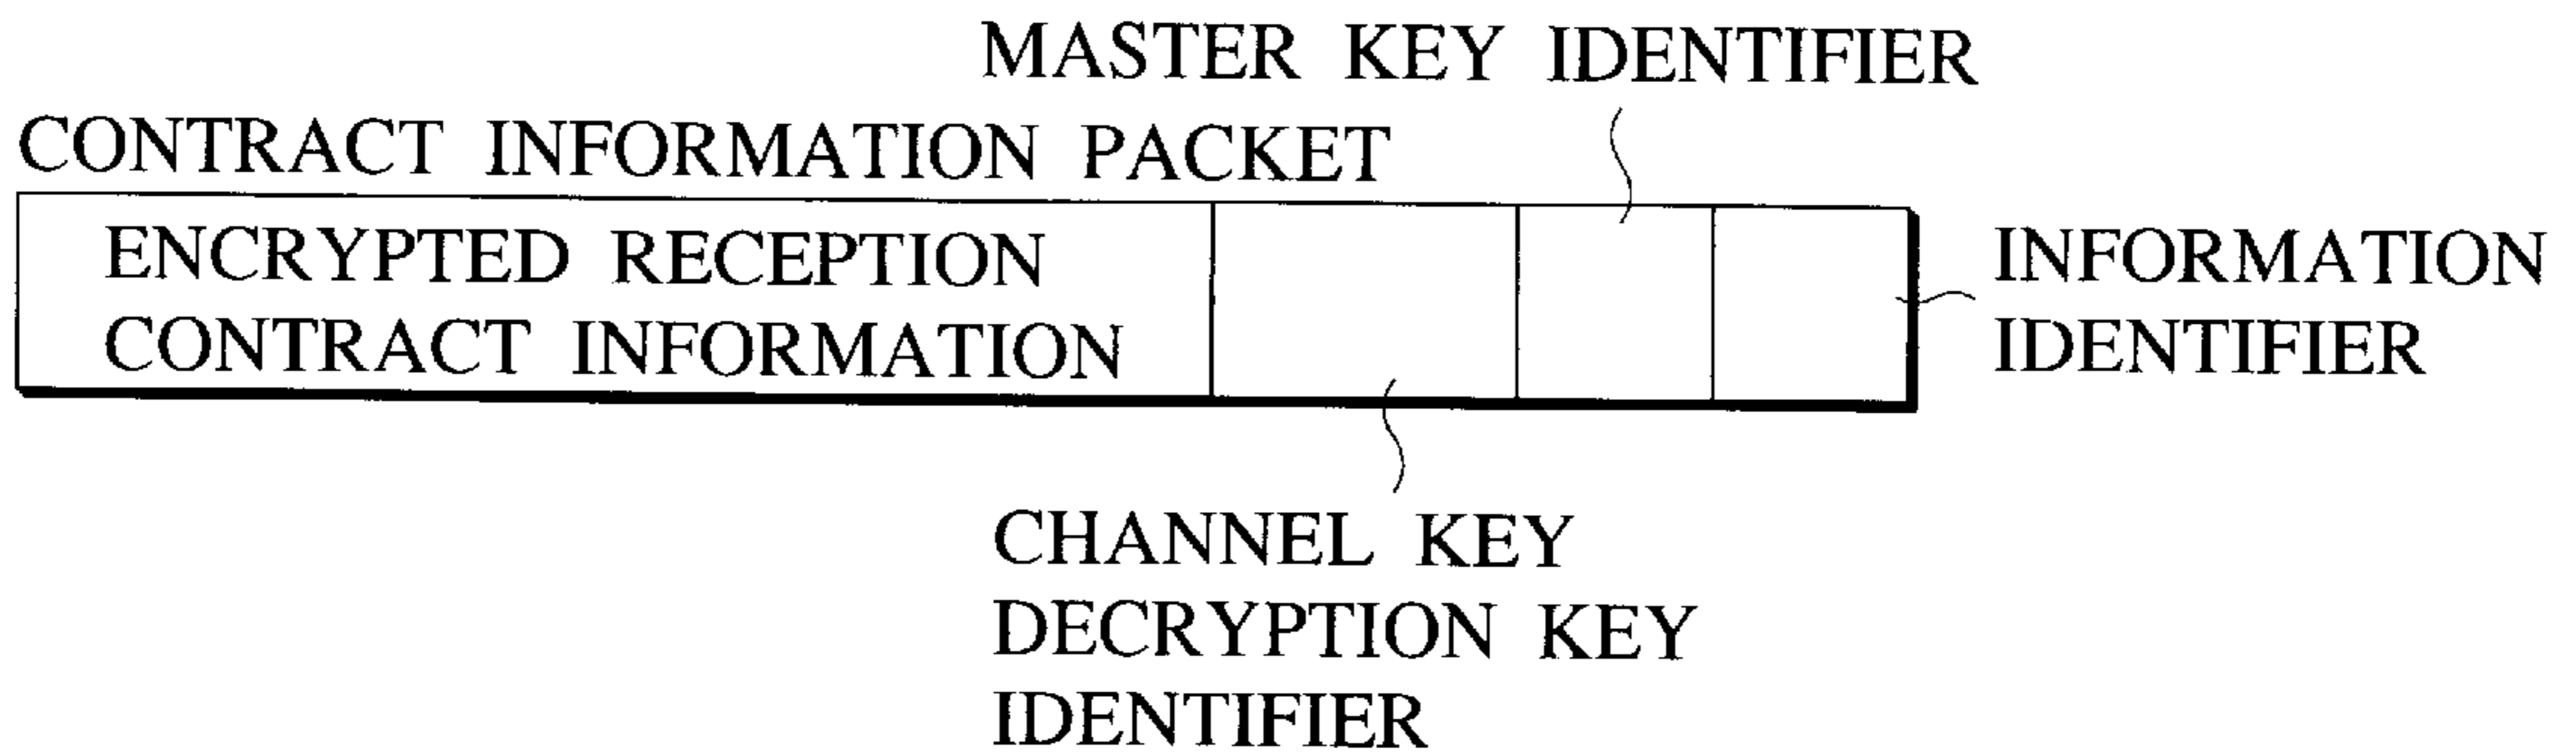 MASTER KEY IDENTIFIER
CONTRACT INFORMATION PACKET
ENCRYPTED RECEPTION
CONTRACT INFORMATION
INFORMATION
IDENTIFIER
CHANNEL KEY
DECRYPTION KEY
IDENTIFIER